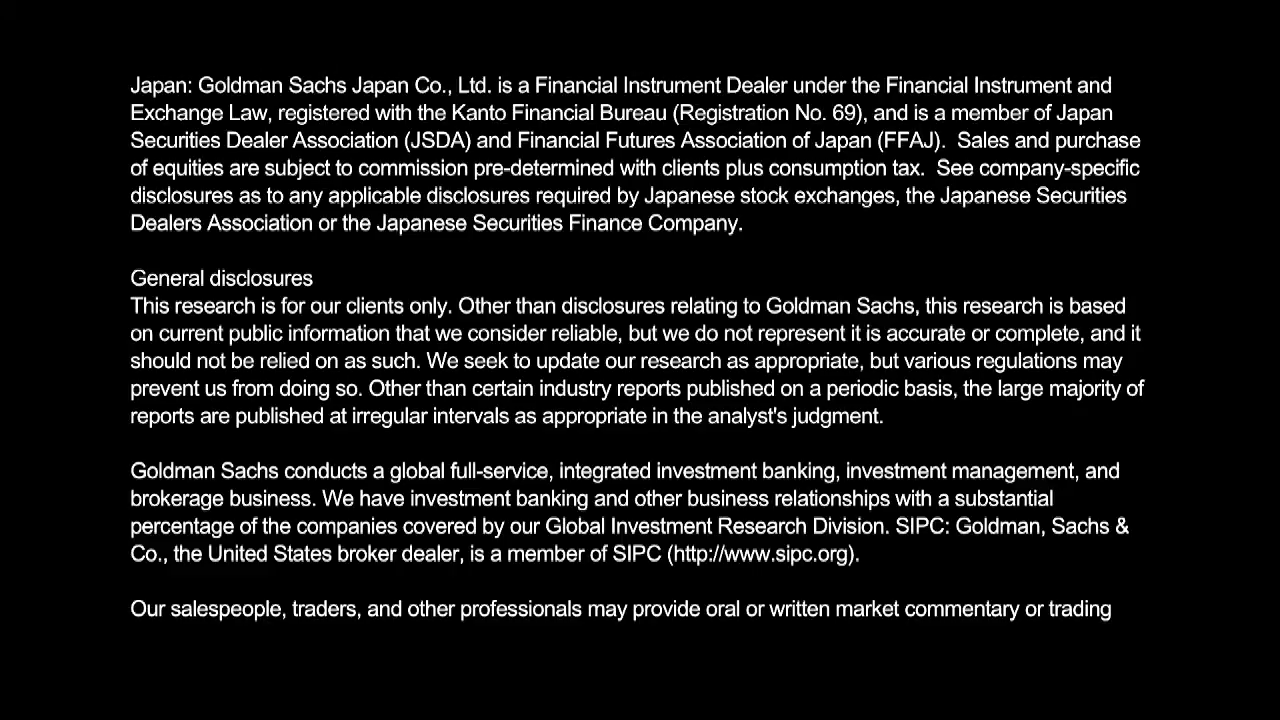 Japan: Goldman Sachs Japan Co., Ltd. is a Financial Instrument Dealer under the Financial Instrument and
Exchange Law, registered with the Kanto Financial Bureau (Registration No. 69), and is a member of Japan
Securities Dealer Association (JSDA) and Financial Futures Association of Japan (FFAJ).  Sales and purchase
of equities are subject to commission pre-determined with clients plus consumption tax.  See company-specific
disclosures as to any applicable disclosures required by Japanese stock exchanges, the Japanese Securities
Dealers Association or the Japanese Securities Finance Company.
General disclosures
This research is for our clients only. Other than disclosures relating to Goldman Sachs, this research is based
on current public information that we consider reliable, but we do not represent it is accurate or complete, and it
should not be relied on as such. We seek to update our research as appropriate, but various regulations may
prevent us from doing so. Other than certain industry reports published on a periodic basis, the large majority of
reports are published at irregular intervals as appropriate in the analyst's judgment.
Goldman Sachs conducts a global full-service, integrated investment banking, investment management, and
brokerage business. We have investment banking and other business relationships with a substantial
percentage of the companies covered by our Global Investment Research Division. SIPC: Goldman, Sachs &
Co., the United States broker dealer, is a member of SIPC (http://www.sipc.org).
Our salespeople, traders, and other professionals may provide oral or written market commentary or trading